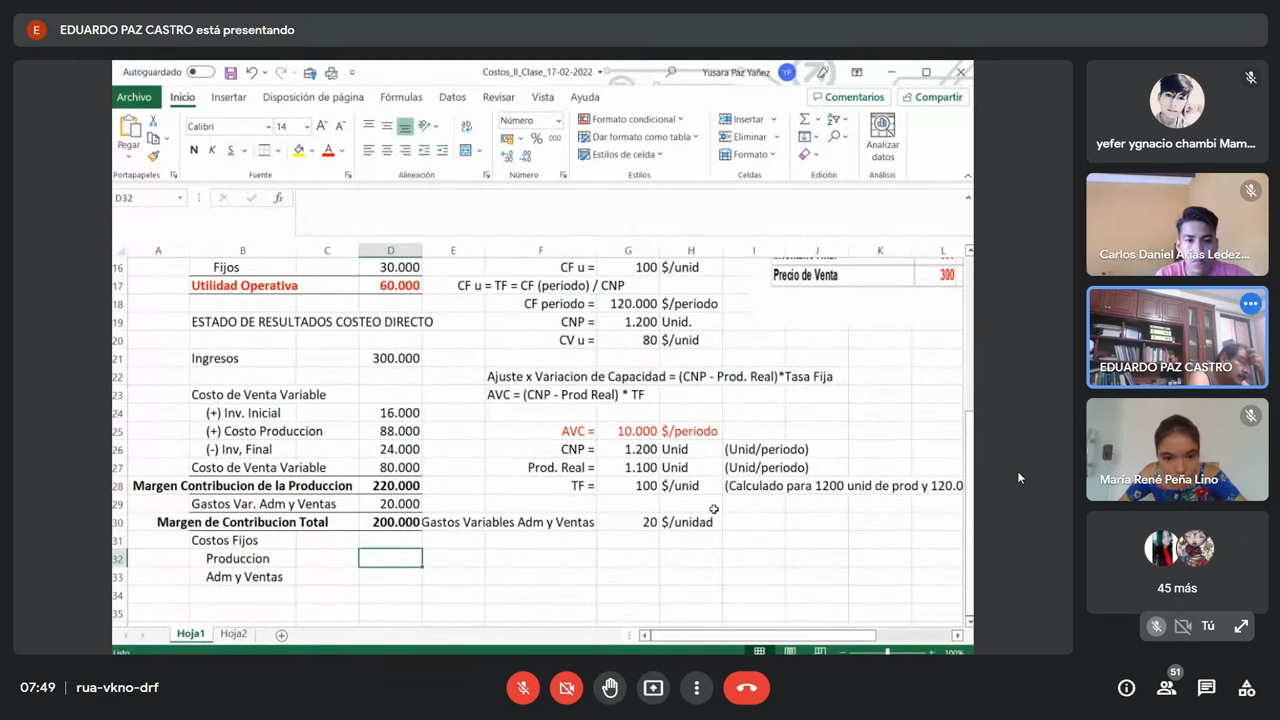 E EDUARDO PAZ CASTRO está presentando
Autoguardado Costos_II_Clase_17-02-2022 Yusara Paz Yañez YP
Archivo Inicio Insertar Disposición de página Fórmulas Datos Revisar Vista Ayuda Comentarios Compartir
Pegar Calibri 14 Número Formato condicional Insertar Analizar datos
N K S % 000 Dar formato como tabla Eliminar
Estilos de celda Formato
Portapapeles Fuente Alineación Número Estilos Celdas Edición Análisis
D32 fx
A B C D E F G H I J K L
16 Fijos 30.000 CF u = 100 $/unid
Precio de Venta 300
17 Utilidad Operativa 60.000 CF u = TF = CF (periodo) / CNP
18 CF periodo = 120.000 $/periodo
19 ESTADO DE RESULTADOS COSTEO DIRECTO CNP = 1.200 Unid.
20 CV u = 80 $/unid
21 Ingresos 300.000
22 Ajuste x Variacion de Capacidad = (CNP - Prod. Real)*Tasa Fija
23 Costo de Venta Variable AVC = (CNP - Prod Real) * TF
24 (+) Inv. Inicial 16.000
25 (+) Costo Produccion 88.000 AVC = 10.000 $/periodo
26 (-) Inv, Final 24.000 CNP = 1.200 Unid (Unid/periodo)
27 Costo de Venta Variable 80.000 Prod. Real = 1.100 Unid (Unid/periodo)
28 Margen Contribucion de la Produccion 220.000 TF = 100 $/unid (Calculado para 1200 unid de prod y 120.0
29 Gastos Var. Adm y Ventas 20.000
30 Margen de Contribucion Total 200.000 Gastos Variables Adm y Ventas 20 $/unidad
31 Costos Fijos
32 Produccion
33 Adm y Ventas
34
35
Hoja1 Hoja2
Listo 100%
yefer ygnacio chambi Mam...
Carlos Daniel Arias Ledez...
EDUARDO PAZ CASTRO
Maria René Peña Lino
45 más
Tú
07:49 | rua-vkno-drf
51